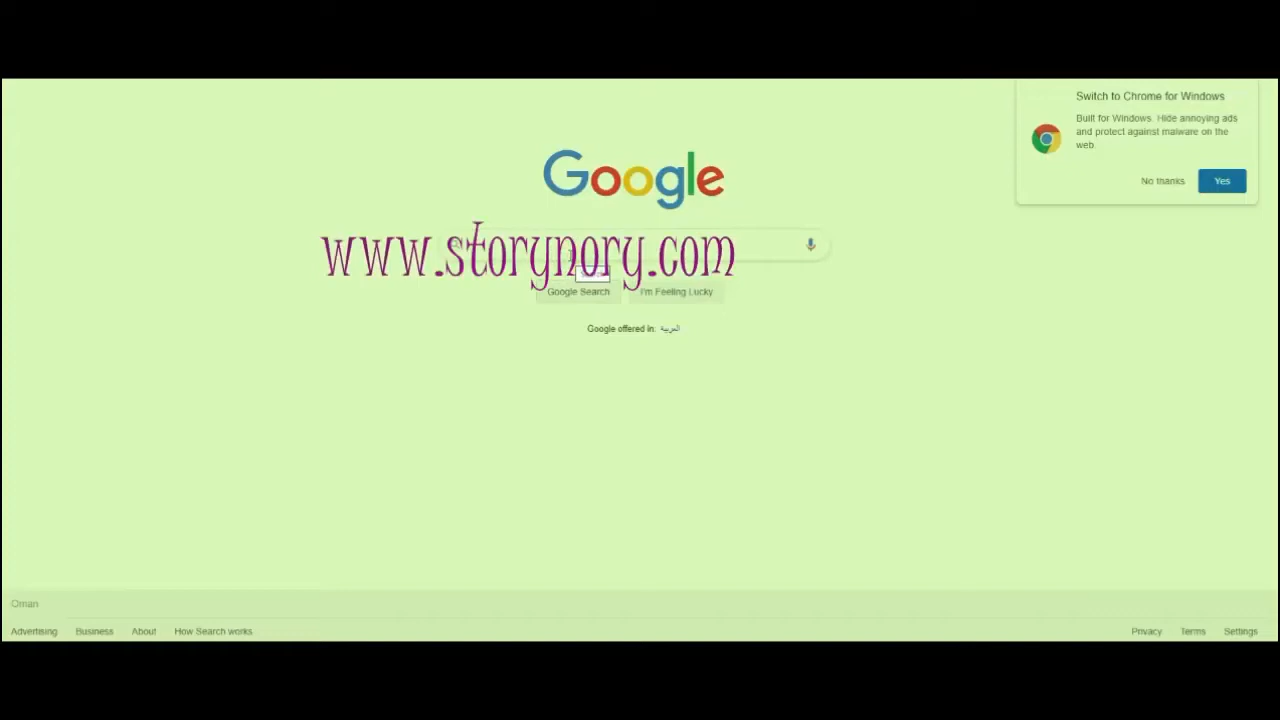 Switch to Chrome for Windows
Built for Windows. Hide annoying ads
and protect against malware on the
web.
No thanks
Yes
Google
www.storynory.com
Google Search
I'm Feeling Lucky
Google offered in: العربية
Oman
Advertising
Business
About
How Search works
Privacy
Terms
Settings